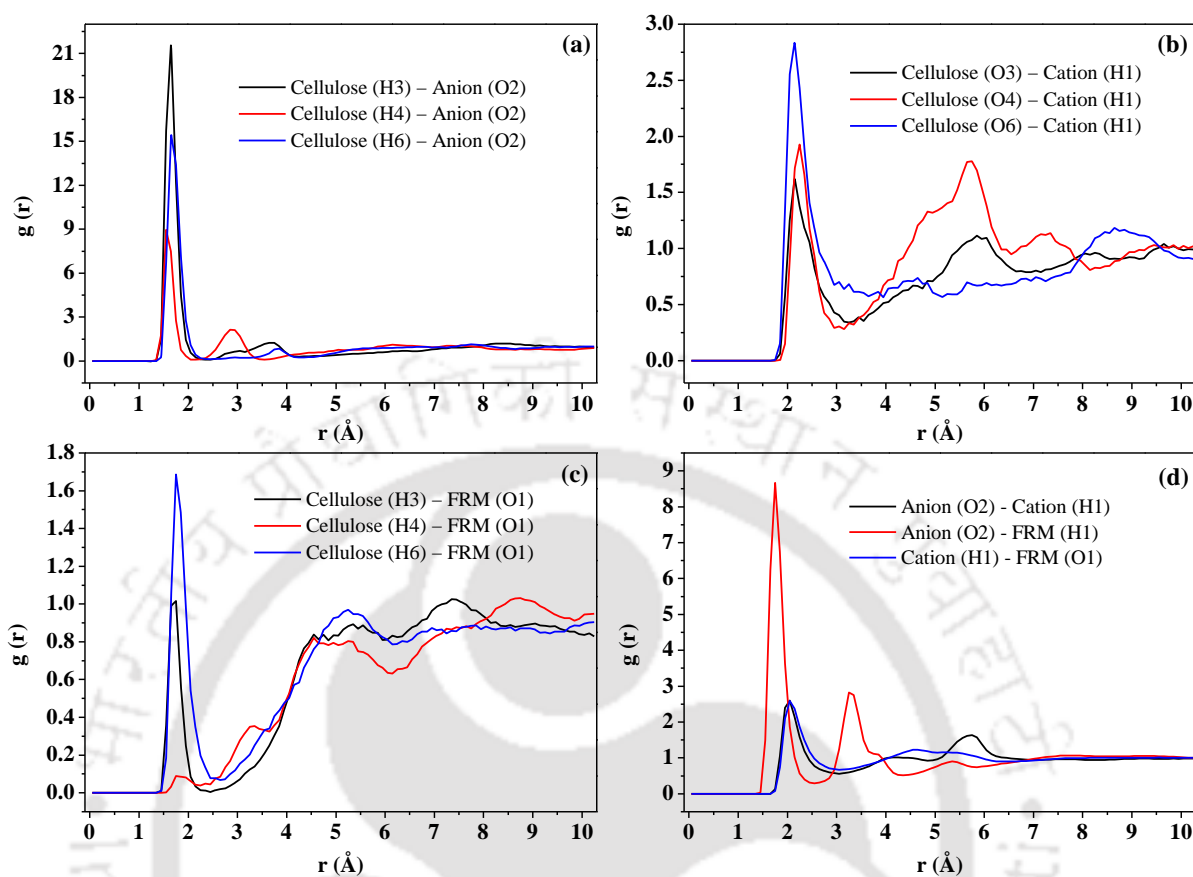 (a)
Cellulose (H3) – Anion (O2)
Cellulose (H4) – Anion (O2)
Cellulose (H6) – Anion (O2)
g (r)
21
18
15
12
9
6
3
0
0 1 2 3 4 5 6 7 8 9 10
r (Å)
(b)
Cellulose (O3) – Cation (H1)
Cellulose (O4) – Cation (H1)
Cellulose (O6) – Cation (H1)
g (r)
3.0
2.5
2.0
1.5
1.0
0.5
0.0
0 1 2 3 4 5 6 7 8 9 10
r (Å)
(c)
Cellulose (H3) – FRM (O1)
Cellulose (H4) – FRM (O1)
Cellulose (H6) – FRM (O1)
g (r)
1.8
1.6
1.4
1.2
1.0
0.8
0.6
0.4
0.2
0.0
0 1 2 3 4 5 6 7 8 9 10
r (Å)
(d)
Anion (O2) - Cation (H1)
Anion (O2) - FRM (H1)
Cation (H1) - FRM (O1)
g (r)
9
8
7
6
5
4
3
2
1
0
0 1 2 3 4 5 6 7 8 9 10
r (Å)